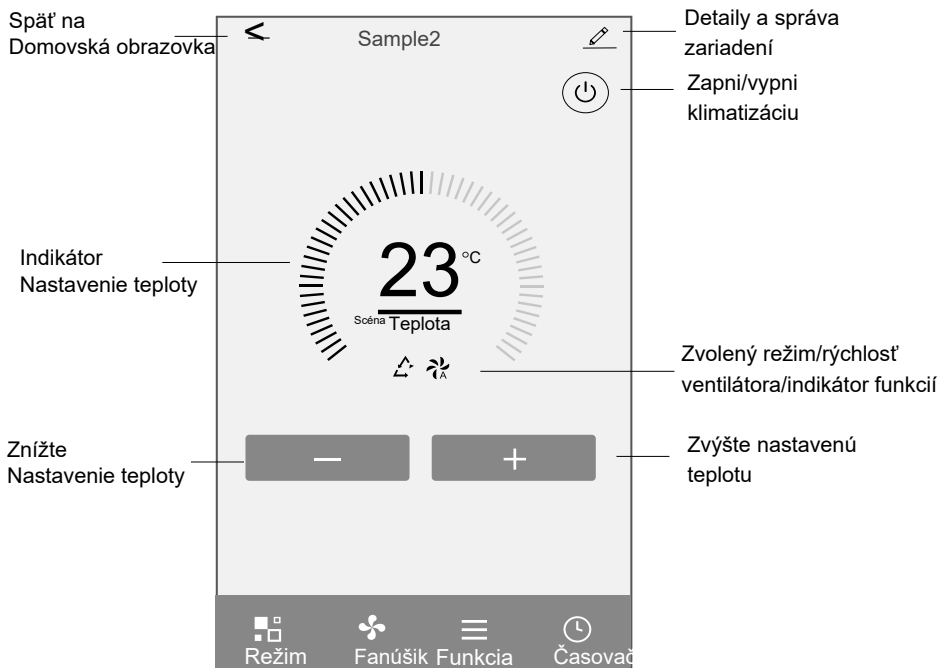 Späť na
Domovská obrazovka
<
Sample2
Detaily a správa
zariadení
Zapni/vypni
klimatizáciu
Indikátor
Nastavenie teploty
23°C
Scéna Teplota
A
Zvolený režim/rýchlosť
ventilátora/indikátor funkcií
Znížte
Nastavenie teploty
—
+
Zvýšte nastavenú
teplotu
Režim
Fanúšik
Funkcia
Časovač